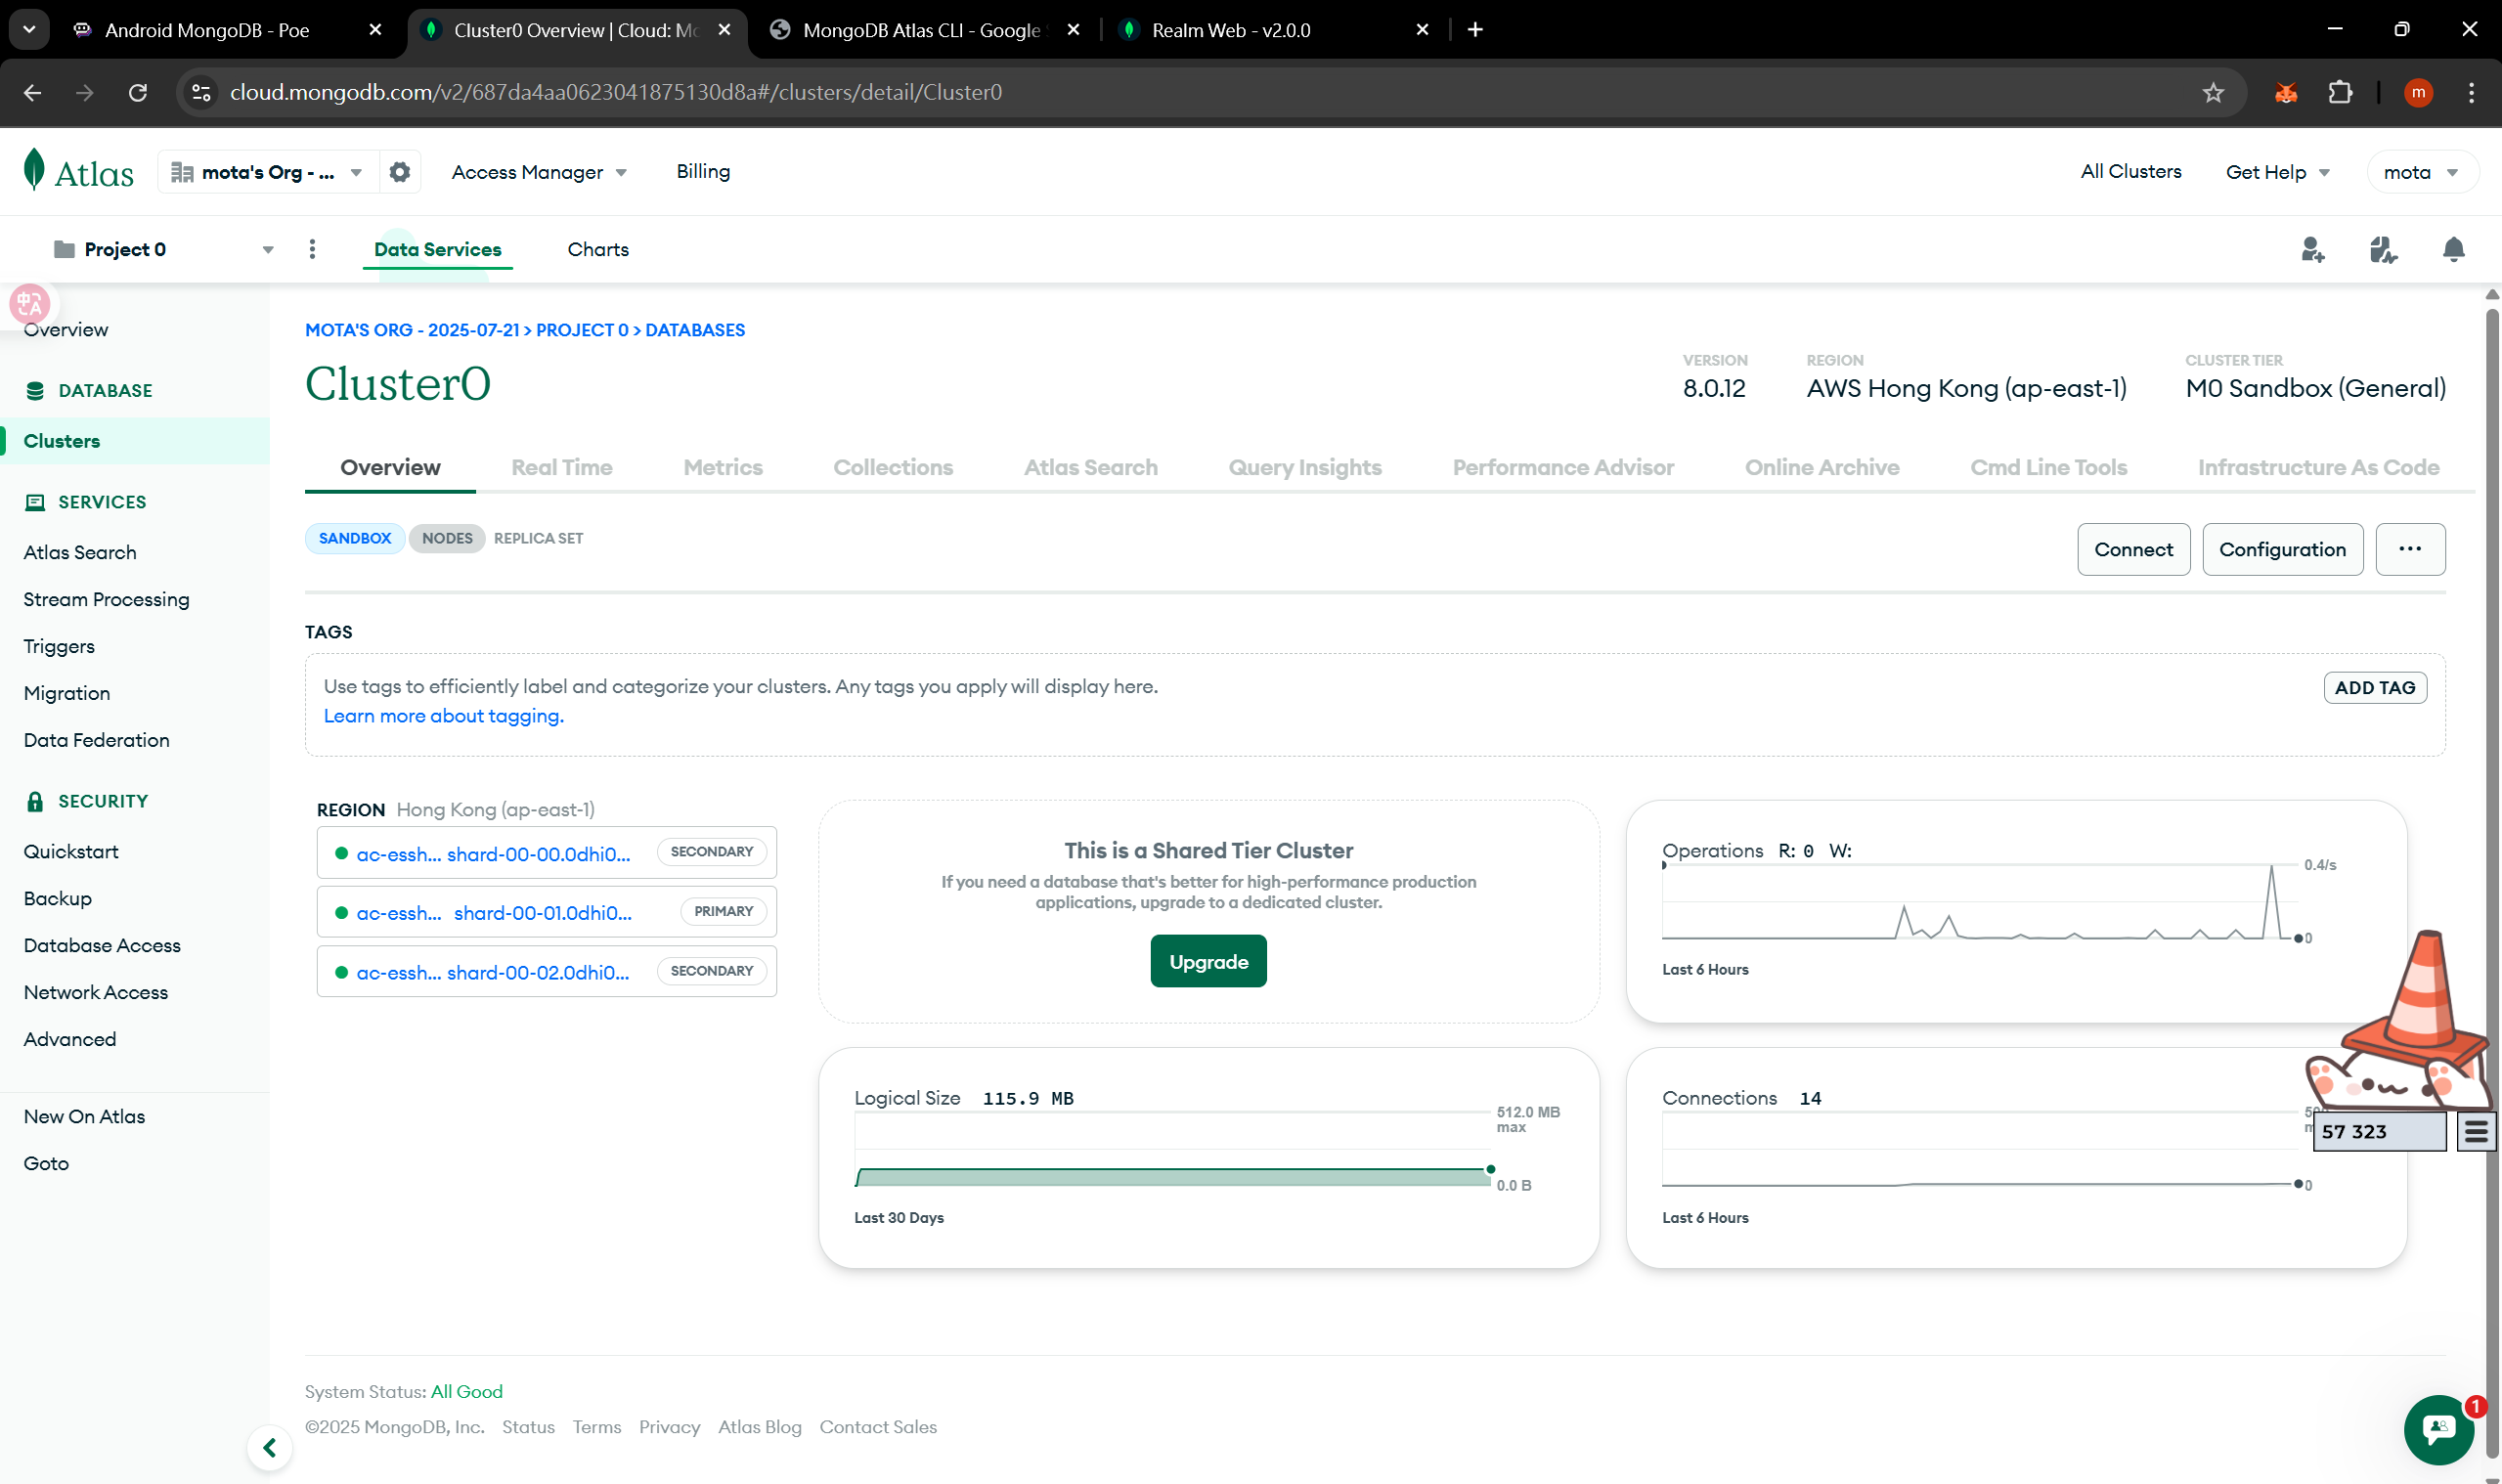 Android MongoDB - Poe
Cluster0 Overview | Cloud: Mo
MongoDB Atlas CLI - Google S
Realm Web - v2.0.0
cloud.mongodb.com/v2/687da4aa0623041875130d8a#/clusters/detail/Cluster0
m
Atlas
mota's Org - ...
Access Manager
Billing
All Clusters
Get Help
mota
Project 0
Data Services
Charts
中 A
Overview
DATABASE
Clusters
SERVICES
Atlas Search
Stream Processing
Triggers
Migration
Data Federation
SECURITY
Quickstart
Backup
Database Access
Network Access
Advanced
New On Atlas
Goto
MOTA'S ORG - 2025-07-21 > PROJECT 0 > DATABASES
Cluster0
VERSION
8.0.12
REGION
AWS Hong Kong (ap-east-1)
CLUSTER TIER
M0 Sandbox (General)
Overview
Real Time
Metrics
Collections
Atlas Search
Query Insights
Performance Advisor
Online Archive
Cmd Line Tools
Infrastructure As Code
SANDBOX
NODES
REPLICA SET
Connect
Configuration
...
TAGS
Use tags to efficiently label and categorize your clusters. Any tags you apply will display here.
Learn more about tagging.
ADD TAG
REGION Hong Kong (ap-east-1)
ac-essh... shard-00-00.0dhi0... SECONDARY
ac-essh... shard-00-01.0dhi0... PRIMARY
ac-essh... shard-00-02.0dhi0... SECONDARY
This is a Shared Tier Cluster
If you need a database that's better for high-performance production
applications, upgrade to a dedicated cluster.
Upgrade
Operations R: 0 W:
0.4/s
0
Last 6 Hours
Logical Size 115.9 MB
512.0 MB
max
0.0 B
Last 30 Days
Connections 14
0
Last 6 Hours
57 323
System Status: All Good
©2025 MongoDB, Inc. Status Terms Privacy Atlas Blog Contact Sales
1